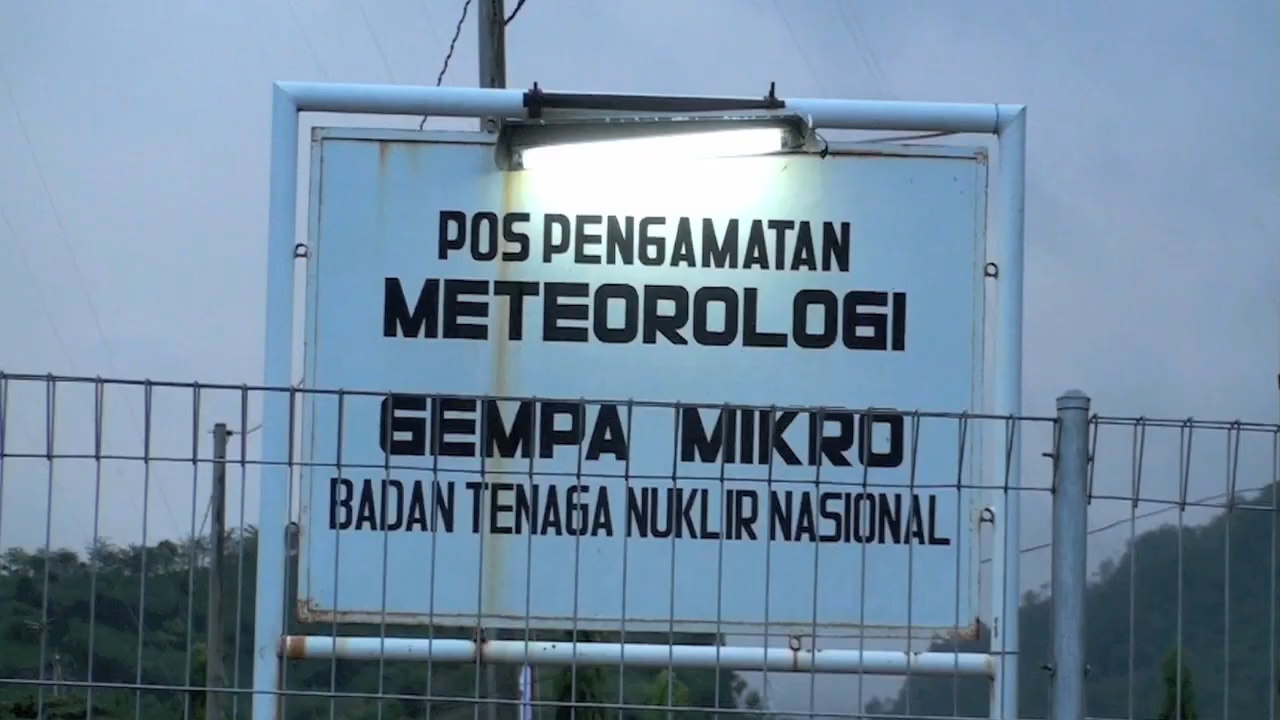 POS PENGAMATAN
METEOROLOGI
GEMPA MIKRO
BADAN TENAGA NUKLIR NASIONAL